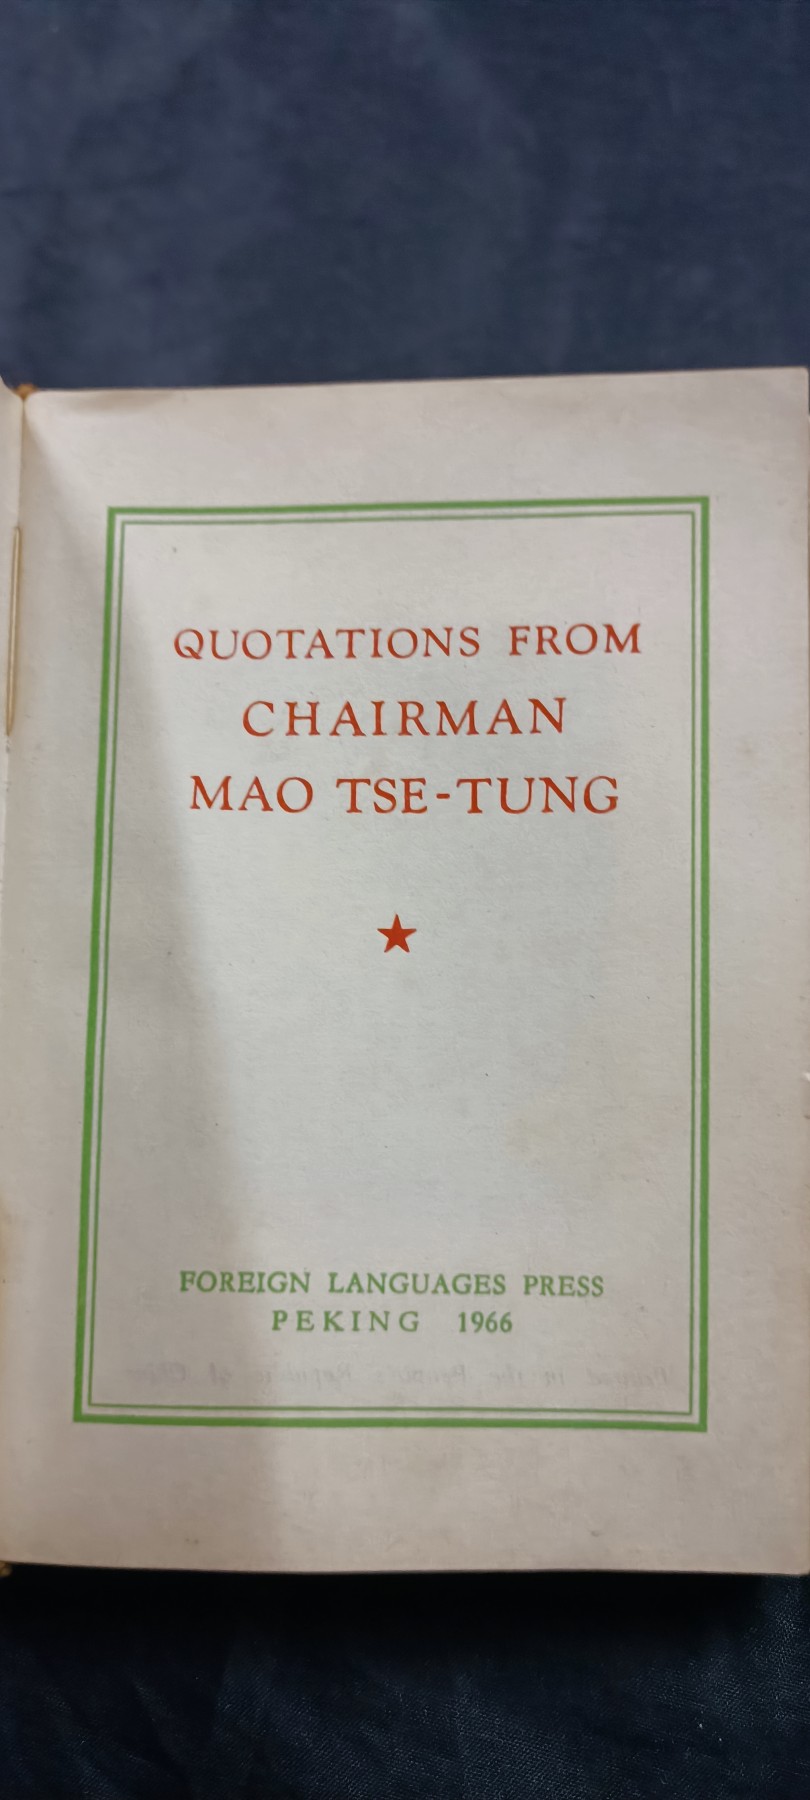 QUOTATIONS FROM
CHAIRMAN
MAO TSE-TUNG
FOREIGN LANGUAGES PRESS
PEKING 1966